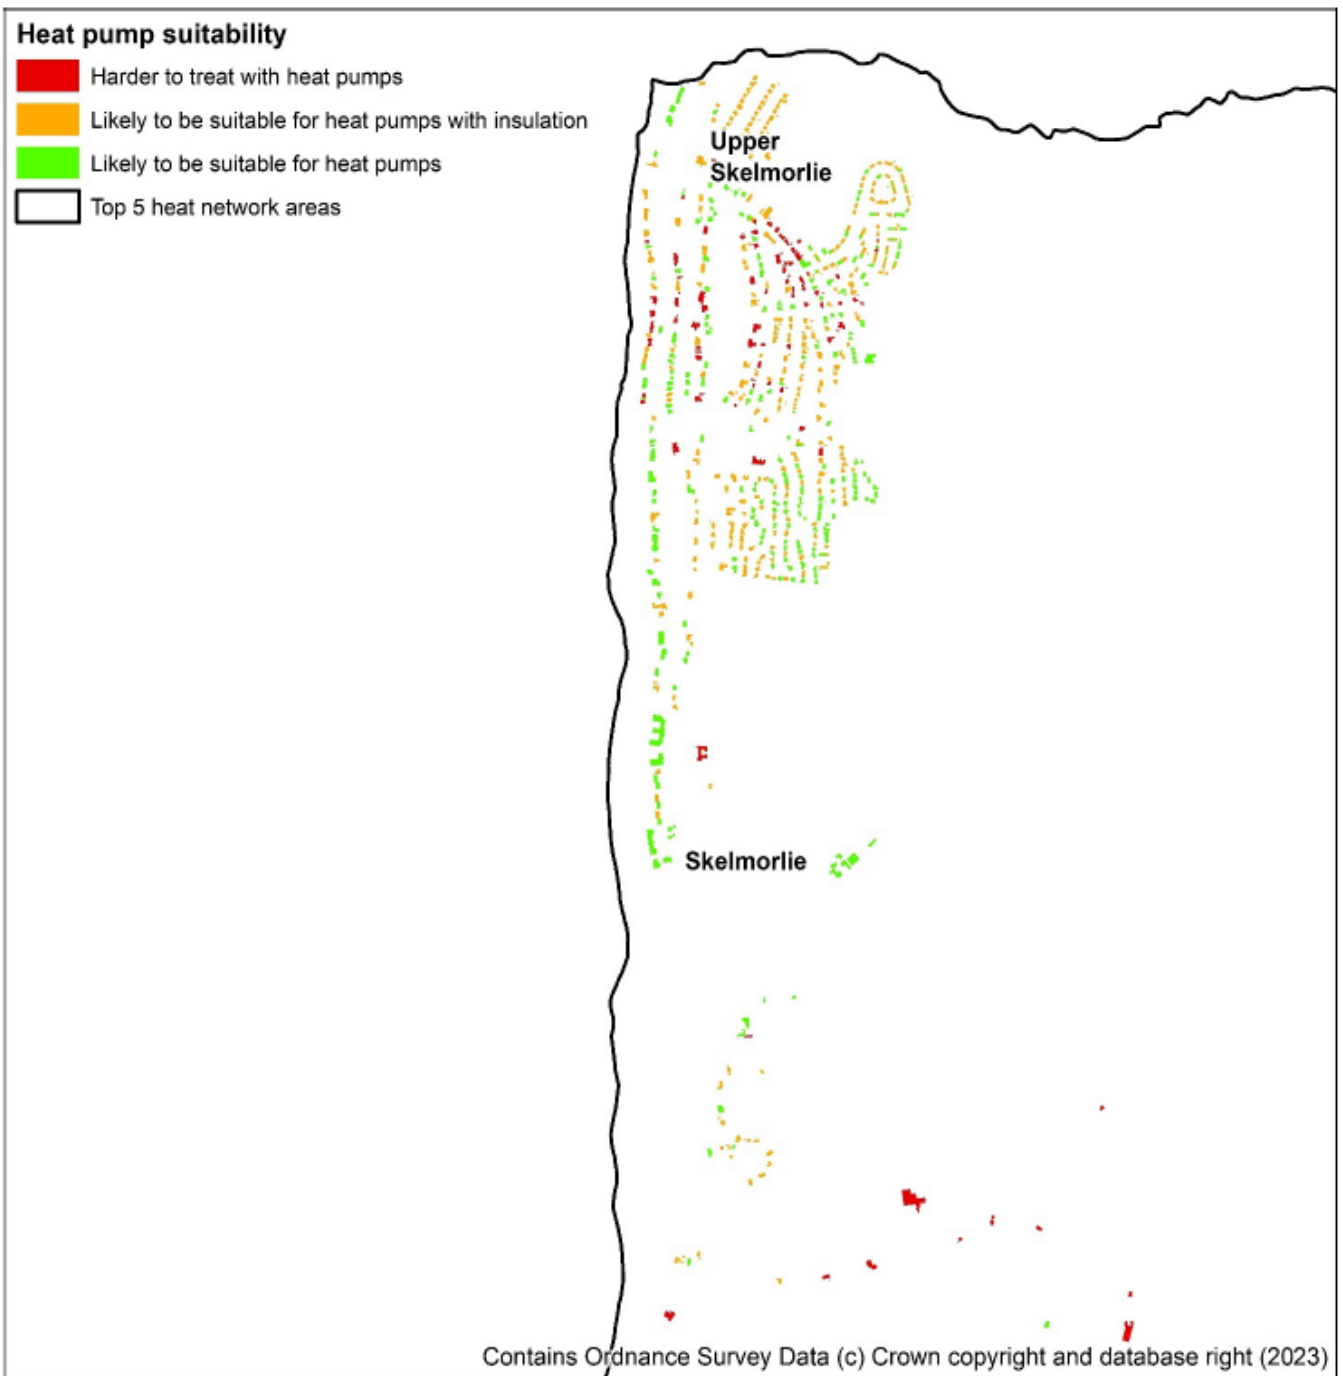 Heat pump suitability
Harder to treat with heat pumps
Likely to be suitable for heat pumps with insulation
Likely to be suitable for heat pumps
Top 5 heat network areas
Upper
Skelmorlie
Skelmorlie
Contains Ordnance Survey Data (c) Crown copyright and database right (2023)